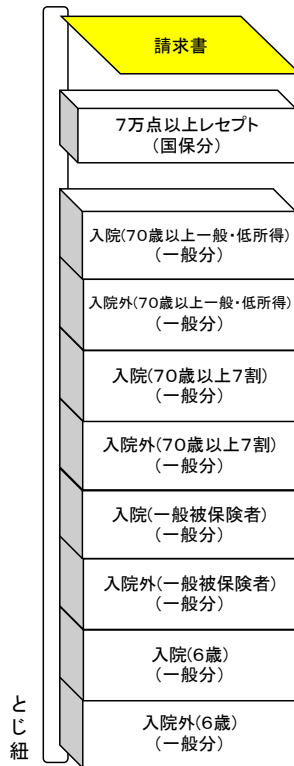 請求書
7万点以上レセプト
(国保分)
入院(70歳以上一般・低所得)
(一般分)
入院外(70歳以上一般・低所得)
(一般分)
入院(70歳以上7割)
(一般分)
入院外(70歳以上7割)
(一般分)
入院(一般被保険者)
(一般分)
入院外(一般被保険者)
(一般分)
入院(6歳)
(一般分)
入院外(6歳)
(一般分)
とじ紐